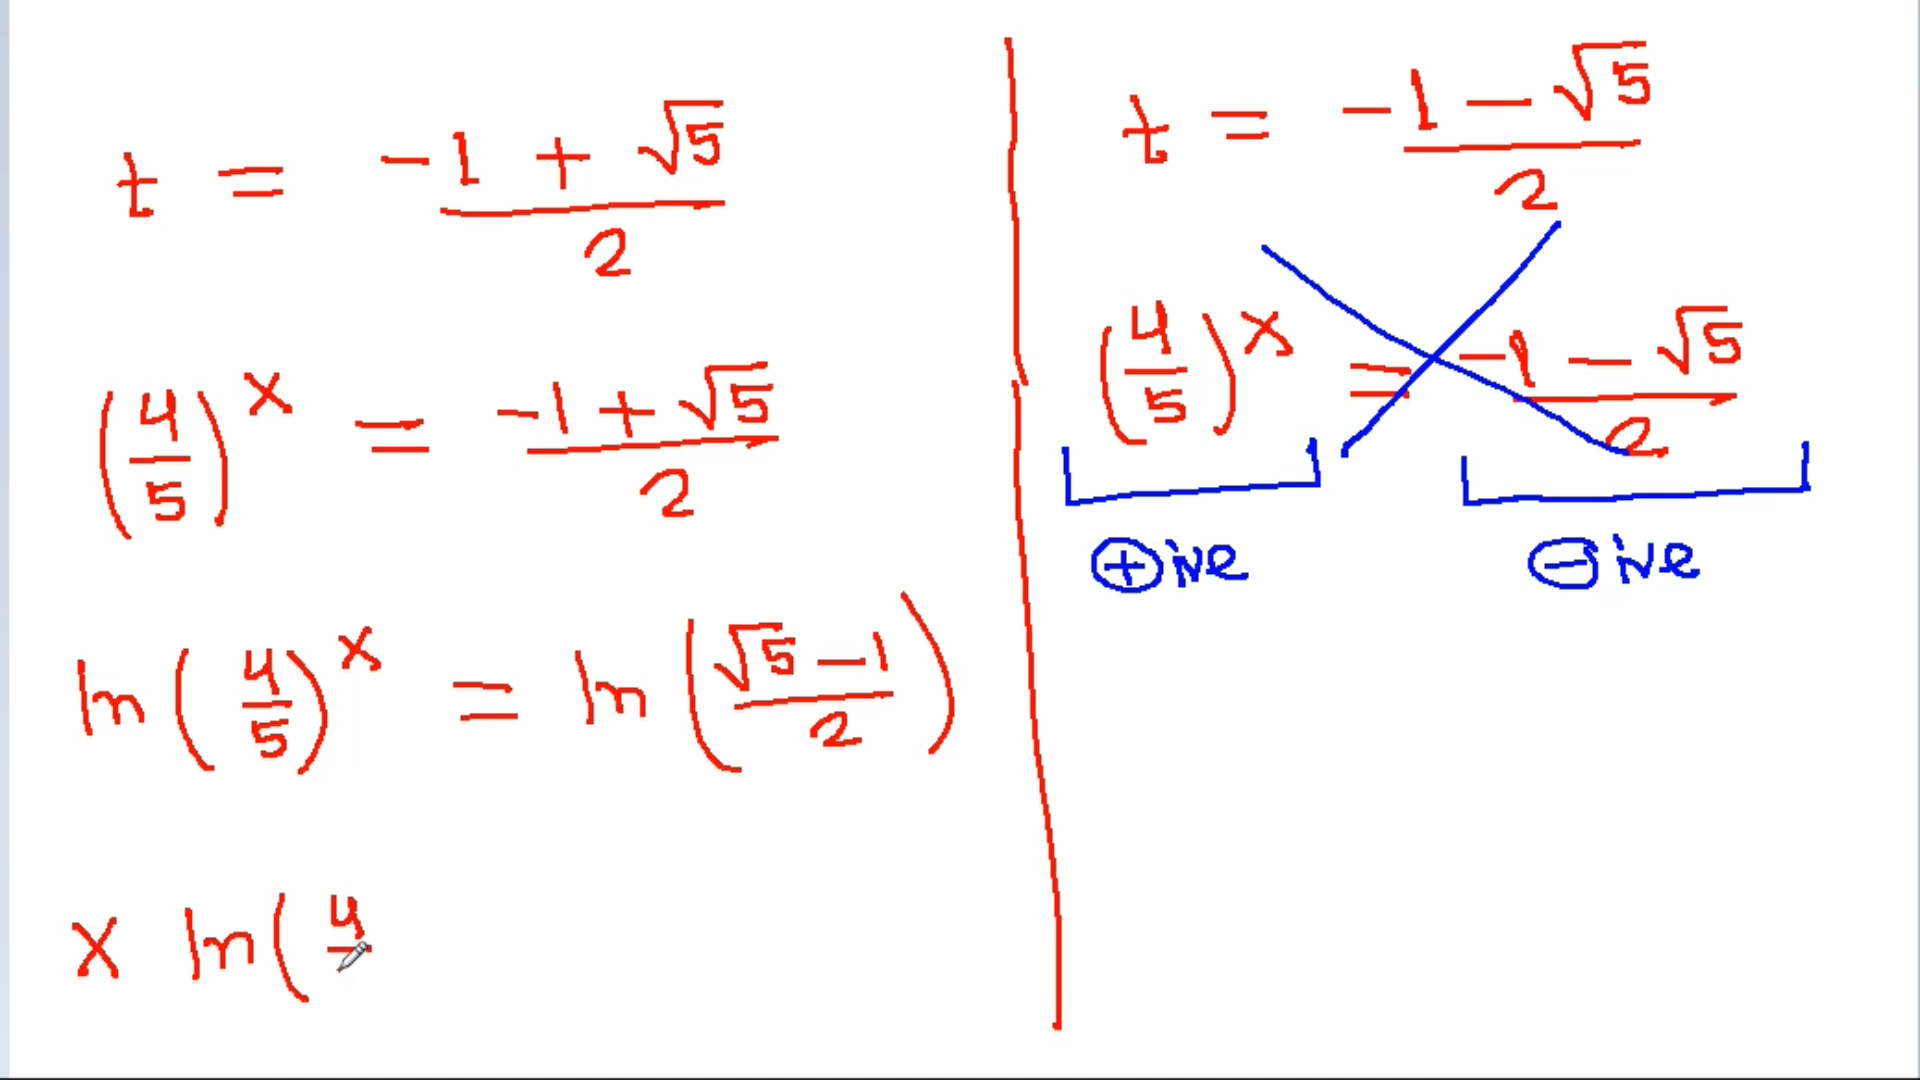 t = (-1 + √5)/2
(4/5)^x = (-1 + √5)/2
ln(4/5)^x = ln((√5 - 1)/2)
x ln(4
t = (-1 - √5)/2
(4/5)^x = (-1 - √5)/2
⊕ive ⊖ive